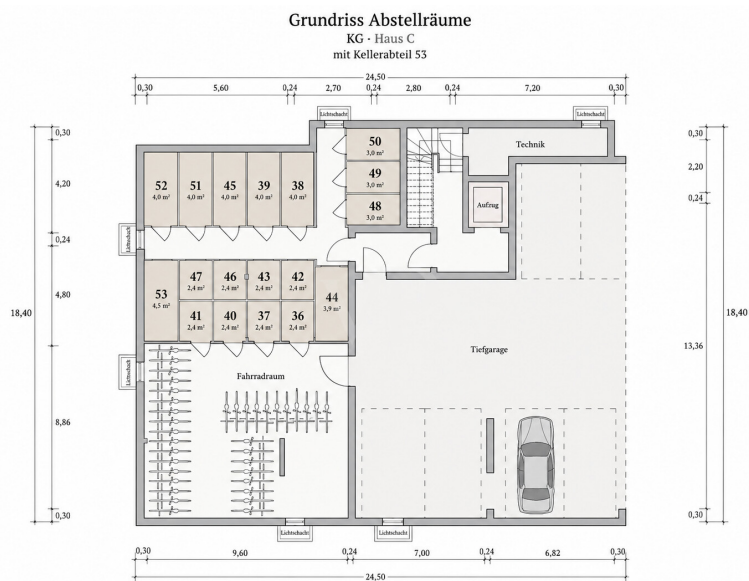 Grundriss Abstellräume
KG · Haus C
mit Kellerabteil 53
24,50
0,30 5,60 0,24 2,70 0,24 2,80 0,24 7,20 0,30
Lichtschacht Lichtschacht
0,30
4,20
0,24
4,80
18,40
8,86
0,30
52 4,0 m²
51 4,0 m²
45 4,0 m²
39 4,0 m²
38 4,0 m²
50 3,0 m²
49 3,0 m²
48 3,0 m²
Technik
Aufzug
Lichtschacht
53 4,5 m²
47 2,4 m²
46 2,4 m²
43 2,4 m²
42 2,4 m²
44 3,9 m²
41 2,4 m²
40 2,4 m²
37 2,4 m²
36 2,4 m²
Lichtschacht
Fahrradraum
Tiefgarage
0,30
2,20
0,24
18,40
13,36
0,30
Lichtschacht Lichtschacht
0,30 9,60 0,24 7,00 0,24 6,82 0,30
24,50